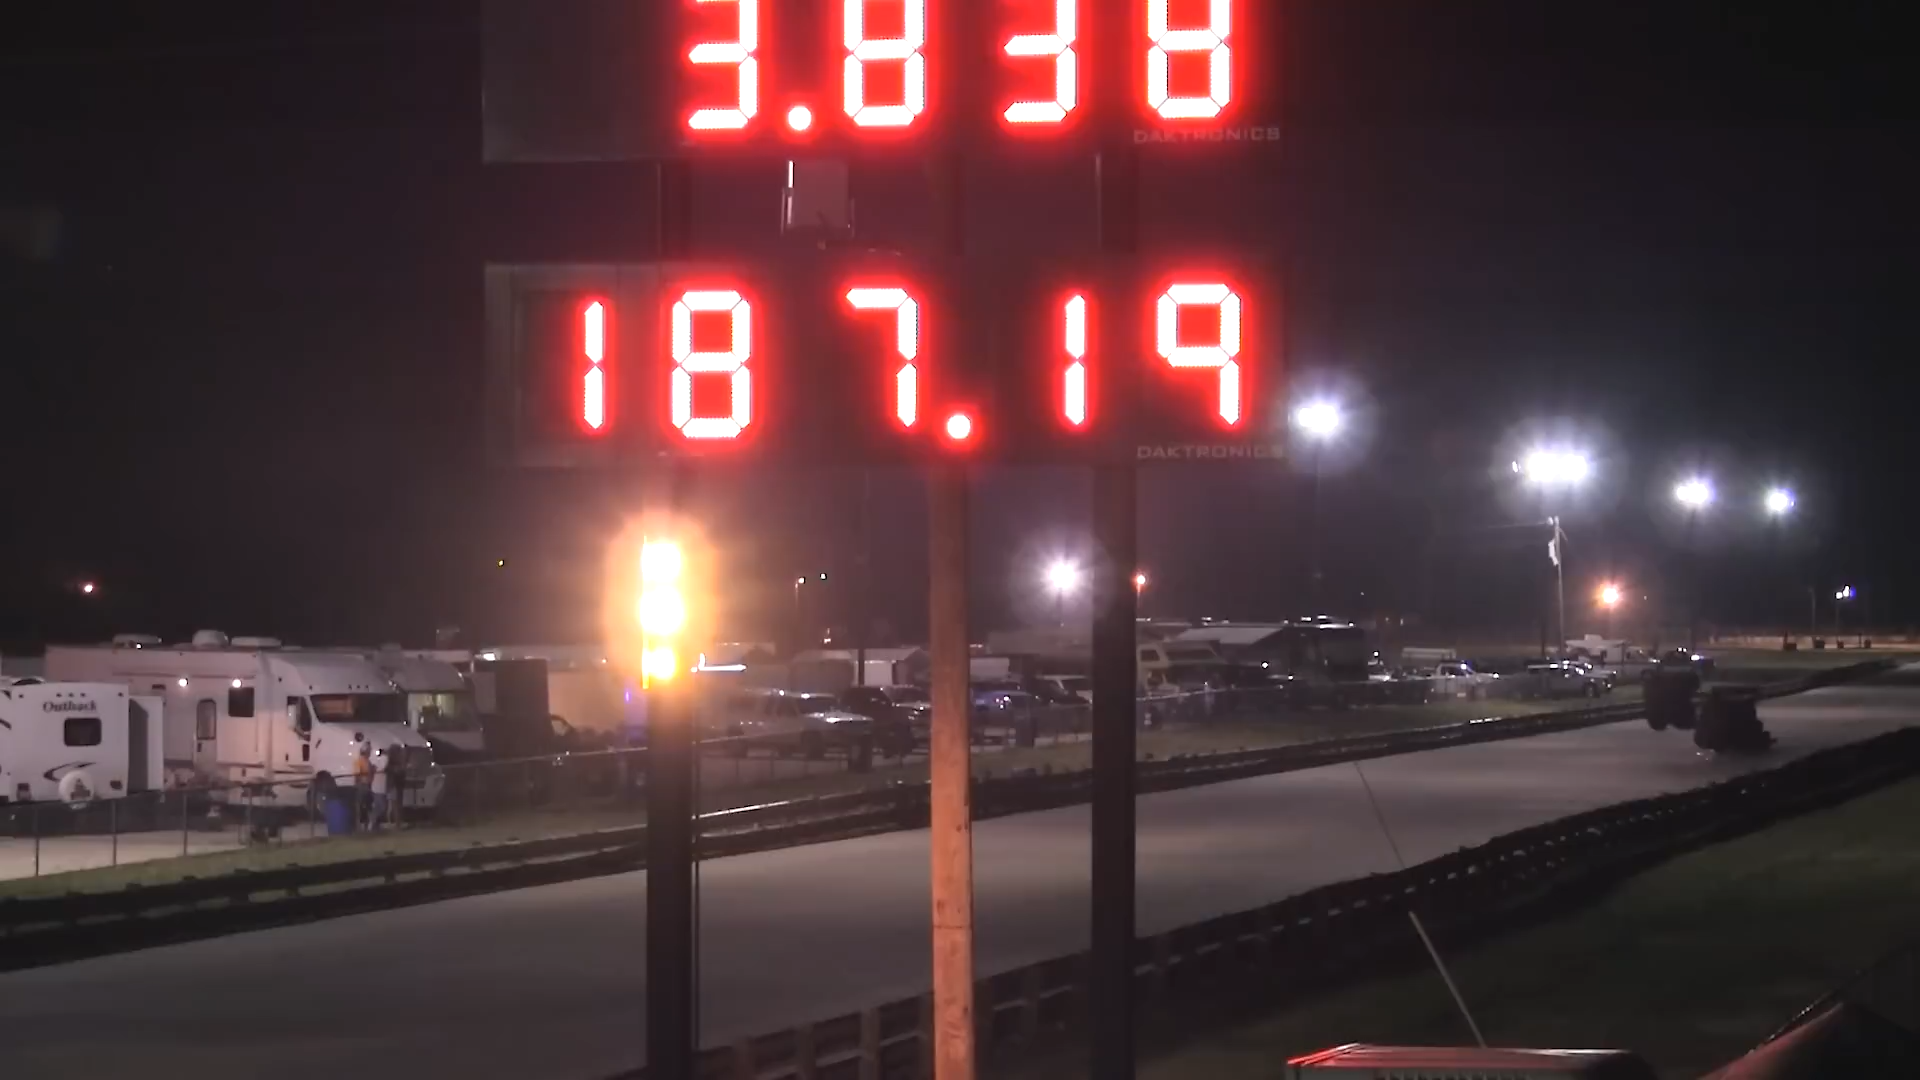 3.838
DAKTRONICS
187.19
DAKTRONICS
Outback